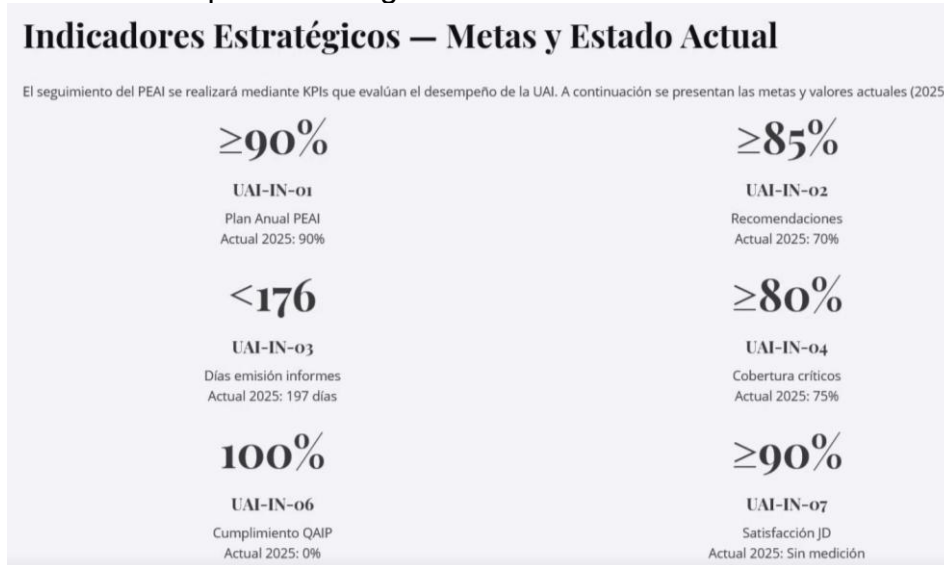 Indicadores Estratégicos — Metas y Estado Actual
El seguimiento del PEAI se realizará mediante KPIs que evalúan el desempeño de la UAI. A continuación se presentan las metas y valores actuales (2025
≥90%
UAI-IN-01
Plan Anual PEAI
Actual 2025: 90%
≥85%
UAI-IN-02
Recomendaciones
Actual 2025: 70%
<176
UAI-IN-03
Días emisión informes
Actual 2025: 197 días
≥80%
UAI-IN-04
Cobertura críticos
Actual 2025: 75%
100%
UAI-IN-06
Cumplimiento QAIP
Actual 2025: 0%
≥90%
UAI-IN-07
Satisfacción JD
Actual 2025: Sin medición